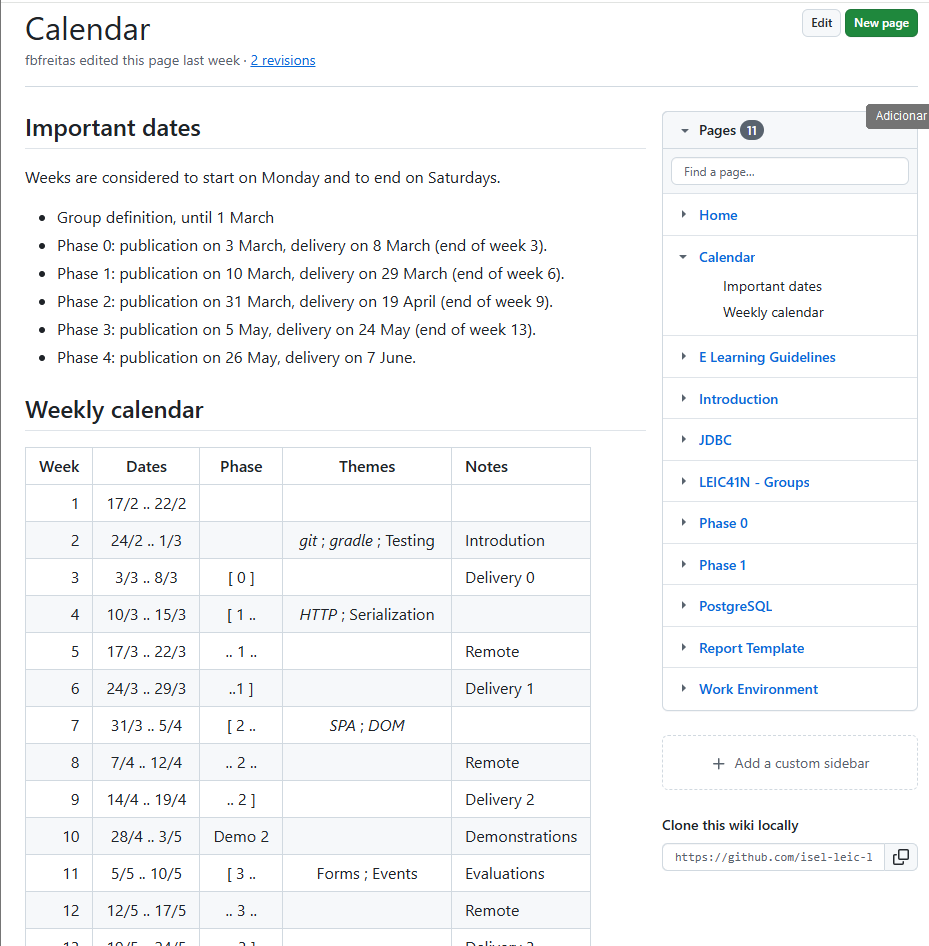 Calendar
Edit
New page
fbfreitas edited this page last week · 2 revisions
Adicionar
Important dates
Weeks are considered to start on Monday and to end on Saturdays.
• Group definition, until 1 March
• Phase 0: publication on 3 March, delivery on 8 March (end of week 3).
• Phase 1: publication on 10 March, delivery on 29 March (end of week 6).
• Phase 2: publication on 31 March, delivery on 19 April (end of week 9).
• Phase 3: publication on 5 May, delivery on 24 May (end of week 13).
• Phase 4: publication on 26 May, delivery on 7 June.
Weekly calendar
Week Dates Phase Themes Notes
1 17/2 .. 22/2
2 24/2 .. 1/3 git ; gradle ; Testing Introdution
3 3/3 .. 8/3 [ 0 ] Delivery 0
4 10/3 .. 15/3 [ 1 .. HTTP ; Serialization
5 17/3 .. 22/3 .. 1 .. Remote
6 24/3 .. 29/3 ..1 ] Delivery 1
7 31/3 .. 5/4 [ 2 .. SPA ; DOM
8 7/4 .. 12/4 .. 2 .. Remote
9 14/4 .. 19/4 .. 2 ] Delivery 2
10 28/4 .. 3/5 Demo 2 Demonstrations
11 5/5 .. 10/5 [ 3 .. Forms ; Events Evaluations
12 12/5 .. 17/5 .. 3 .. Remote
Pages 11
Find a page...
Home
Calendar
Important dates
Weekly calendar
E Learning Guidelines
Introduction
JDBC
LEIC41N - Groups
Phase 0
Phase 1
PostgreSQL
Report Template
Work Environment
+ Add a custom sidebar
Clone this wiki locally
https://github.com/isel-leic-l